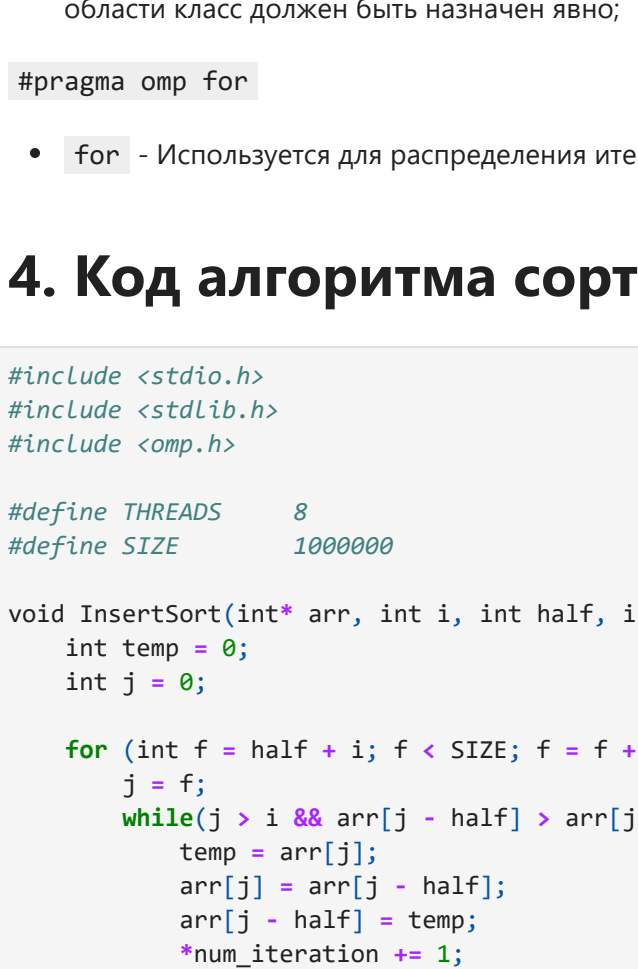 области класс должен быть назначен явно;
#pragma omp for
• for - Используется для распределения ите
4. Код алгоритма сорт
#include <stdio.h>
#include <stdlib.h>
#include <omp.h>
#define THREADS 8
#define SIZE 1000000
void InsertSort(int* arr, int i, int half, i
int temp = 0;
int j = 0;
for (int f = half + i; f < SIZE; f = f +
j = f;
while(j > i && arr[j - half] > arr[j
temp = arr[j];
arr[j] = arr[j - half];
arr[j - half] = temp;
*num_iteration += 1;